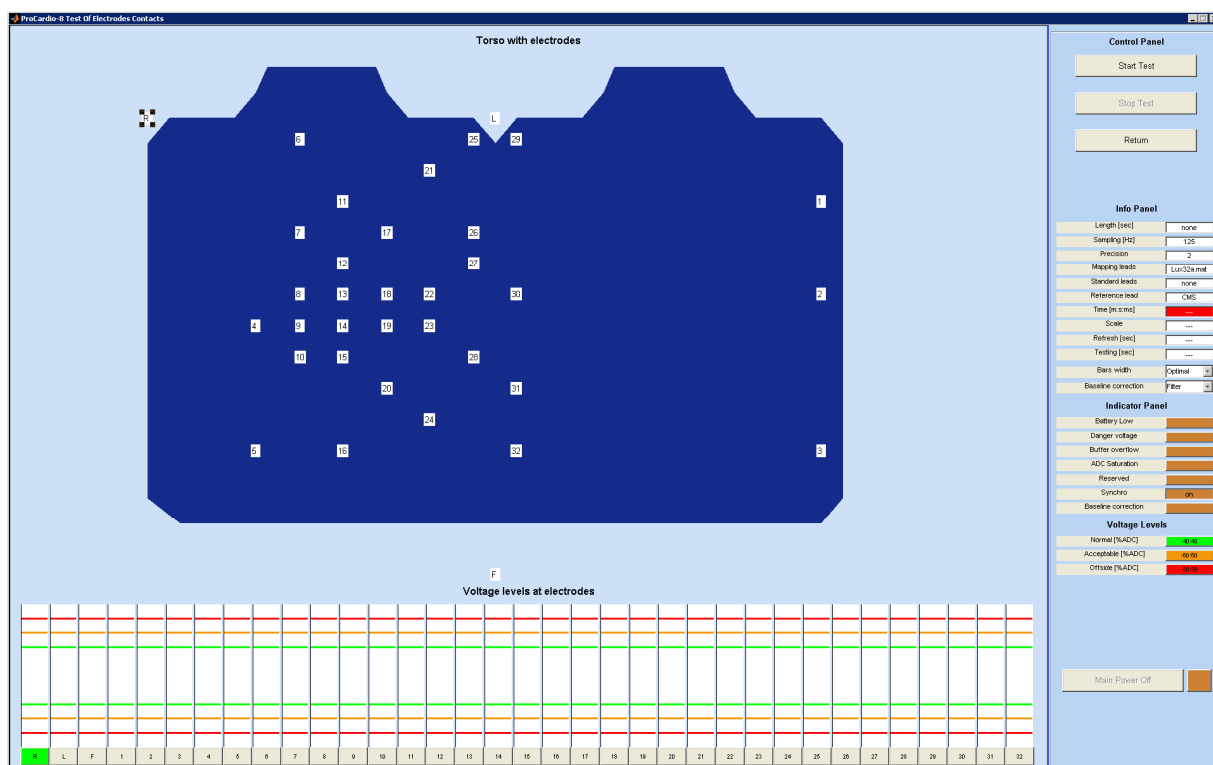 ProCardio-8 Test Of Electrodes Contacts
Torso with electrodes
R
L
6
25
29
21
11
1
7
17
26
12
27
8
13
18
22
30
2
4
9
14
19
23
10
15
28
20
31
24
5
16
32
3
F
Voltage levels at electrodes
R L F 1 2 3 4 5 6 7 8 9 10 11 12 13 14 15 16 17 18 19 20 21 22 23 24 25 26 27 28 29 30 31 32
Control Panel
Start Test
Stop Test
Return
Info Panel
Length [sec] none
Sampling [Hz] 125
Precision 2
Mapping leads Lux32a.mat
Standard leads none
Reference lead CMS
Time [m:s:ms] ---
Scale ---
Refresh [sec] ---
Testing [sec] ---
Bars width Optimal
Baseline correction Filter
Indicator Panel
Battery Low
Danger voltage
Buffer overflow
ADC Saturation
Reserved
Synchro on
Baseline correction
Voltage Levels
Normal [%ADC] -40:40
Acceptable [%ADC] -60:60
Offside [%ADC]
Main Power Off